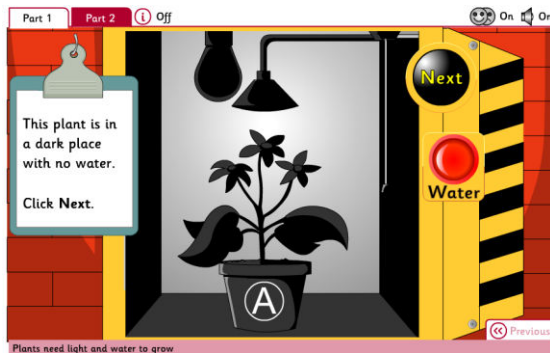 Part 1 Part 2 i Off On On
This plant is in
a dark place
with no water.
Click Next.
Next
Water
A
Previous
Plants need light and water to grow